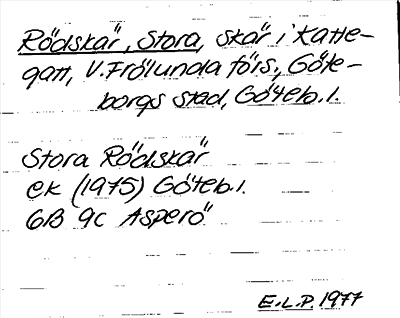 Rödskär, Stora, skär i Katte-
gatt, V. Frölunda förs., Göte-
borgs stad, Göteb. l.
Stora Rödskär
ek (1975) Göteb. l.
6B 9c Asperö
E.L.P. 1977